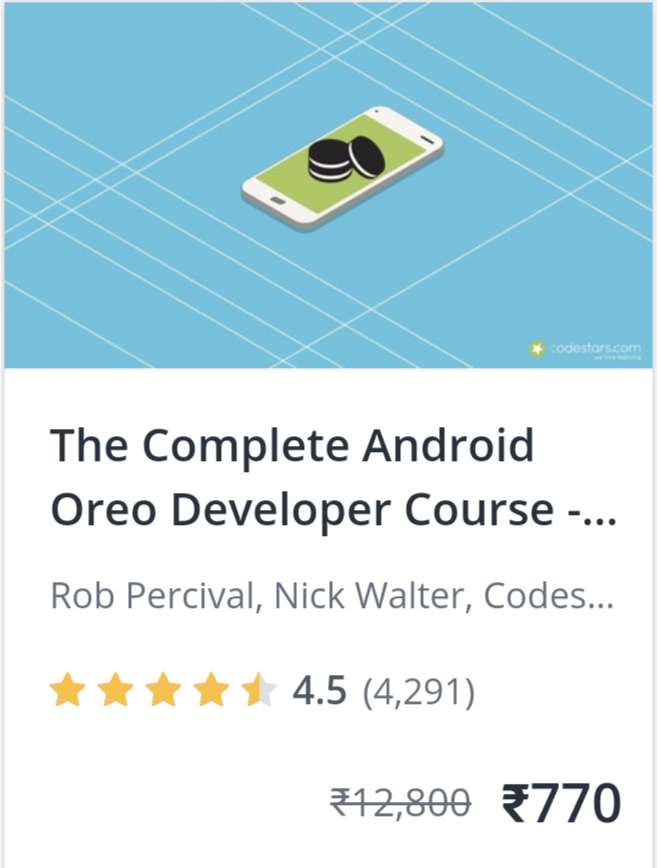 codestars.com
we love learning
The Complete Android
Oreo Developer Course -...
Rob Percival, Nick Walter, Codes...
4.5 (4,291)
₹12,800 ₹770